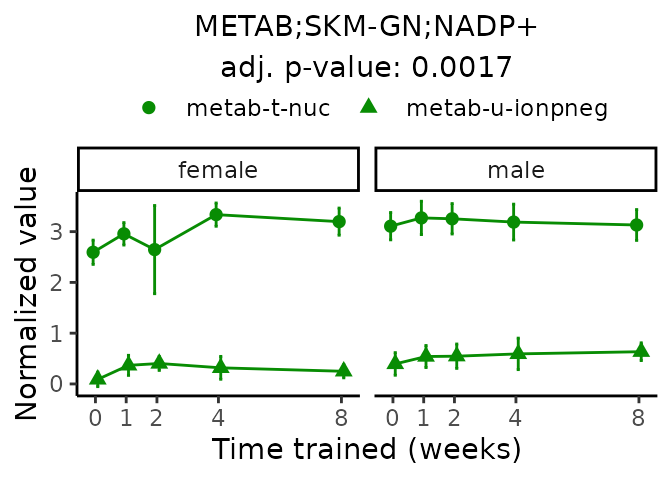 METAB;SKM-GN;NADP+
adj. p-value: 0.0017
metab-t-nuc metab-u-ionpneg
female male
Normalized value
3
2
1
0
0 1 2 4 8 0 1 2 4 8
Time trained (weeks)